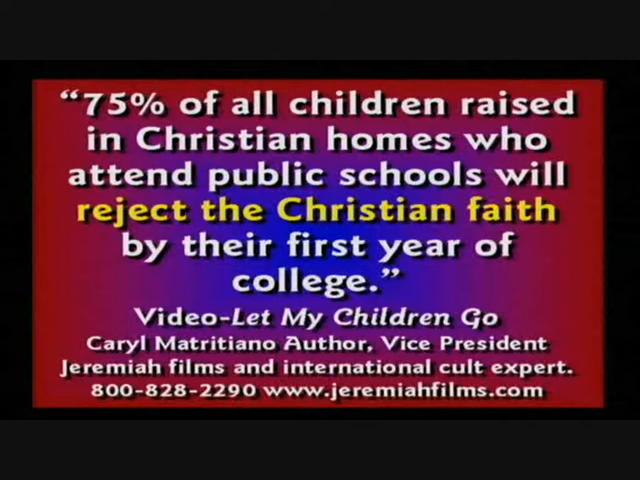 “75% of all children raised
in Christian homes who
attend public schools will
reject the Christian faith
by their first year of
college.”
Video-Let My Children Go
Caryl Matritiano Author, Vice President
Jeremiah films and international cult expert.
800-828-2290 www.jeremiahfilms.com